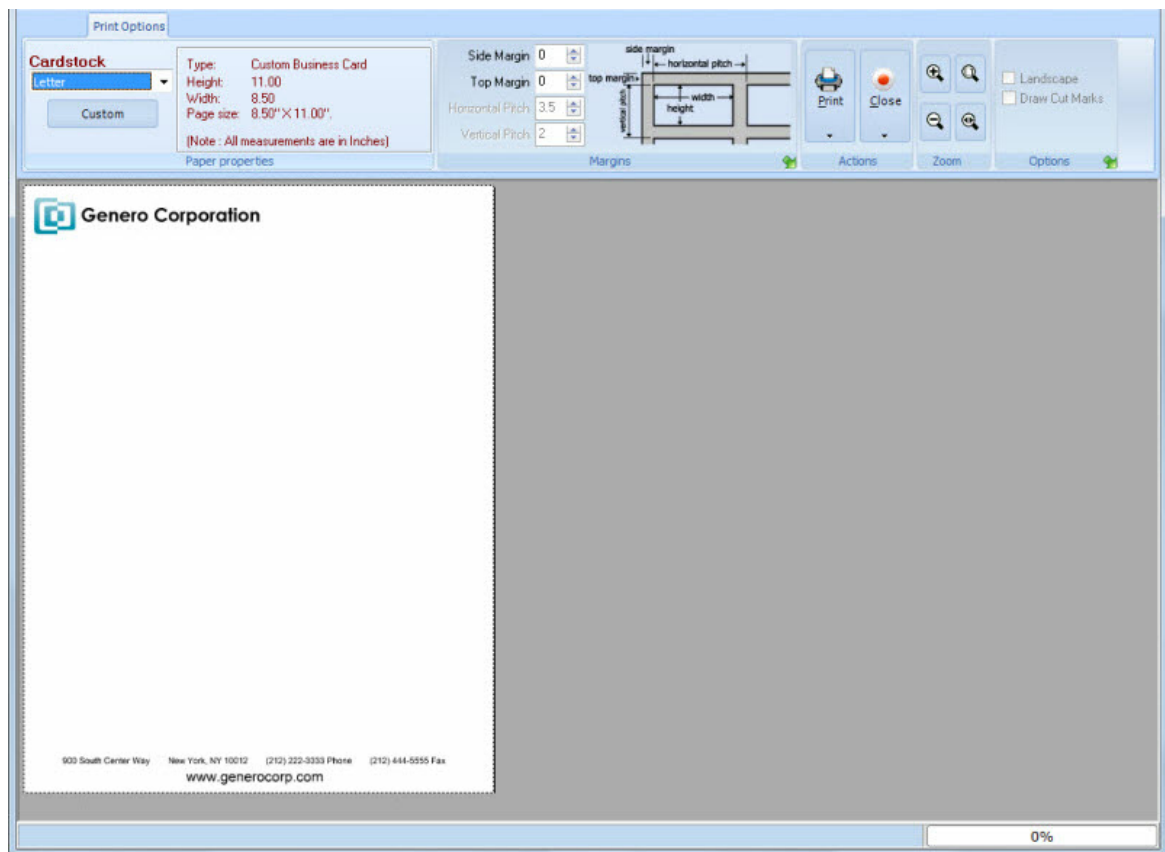 Print Options
Cardstock
Letter
Custom
Type: Custom Business Card
Height: 11.00
Width: 8.50
Page size: 8.50" X 11.00".
(Note : All measurements are in Inches)
Paper properties
Side Margin 0
Top Margin 0
Horizontal Pitch 3.5
Vertical Pitch 2
side margin
horizontal pitch
top margin
width
height
vertical pitch
Margins
Print
Close
Actions
Zoom
Landscape
Draw Cut Marks
Options
Genero Corporation
900 South Center Way New York, NY 10012 (212) 222-3333 Phone (212) 444-5555 Fax
www.generocorp.com
0%